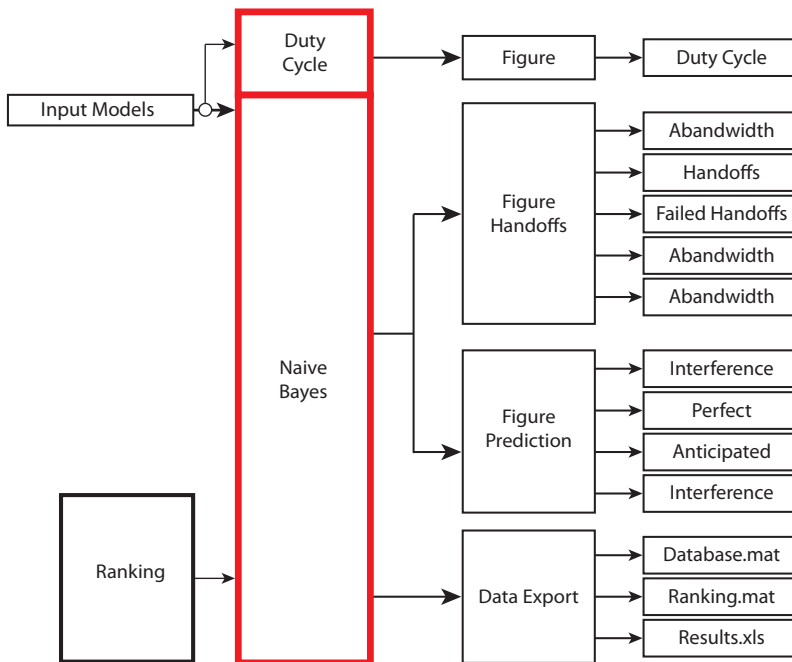 Duty
Cycle
Figure
Duty Cycle
Input Models
Naive
Bayes
Ranking
Figure
Handoffs
Abandwidth
Handoffs
Failed Handoffs
Abandwidth
Abandwidth
Figure
Prediction
Interference
Perfect
Anticipated
Interference
Data Export
Database.mat
Ranking.mat
Results.xls